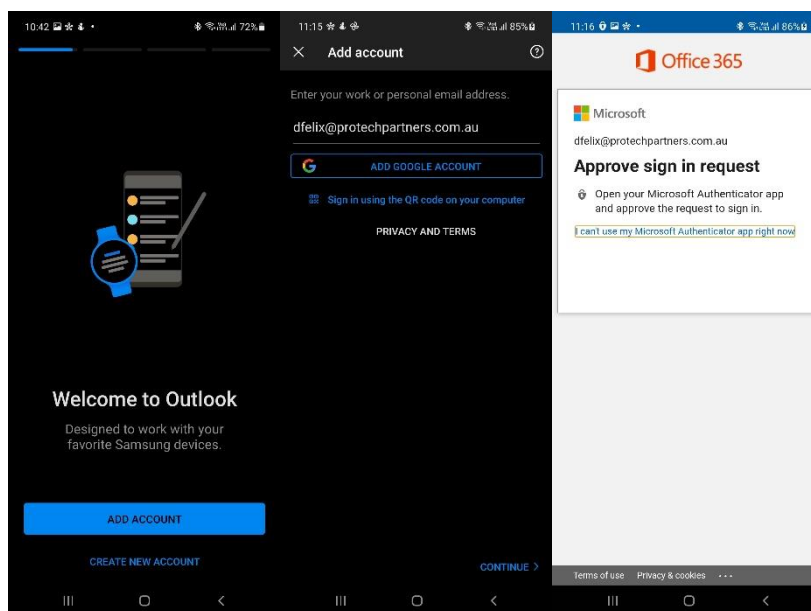 10:42
72%
Welcome to Outlook
Designed to work with your
favorite Samsung devices.
ADD ACCOUNT
CREATE NEW ACCOUNT
11:15
85%
Add account
Enter your work or personal email address.
dfelix@protechpartners.com.au
ADD GOOGLE ACCOUNT
Sign in using the QR code on your computer
PRIVACY AND TERMS
CONTINUE
11:16
86%
Office 365
Microsoft
dfelix@protechpartners.com.au
Approve sign in request
Open your Microsoft Authenticator app
and approve the request to sign in.
I can't use my Microsoft Authenticator app right now
Terms of use Privacy & cookies ...